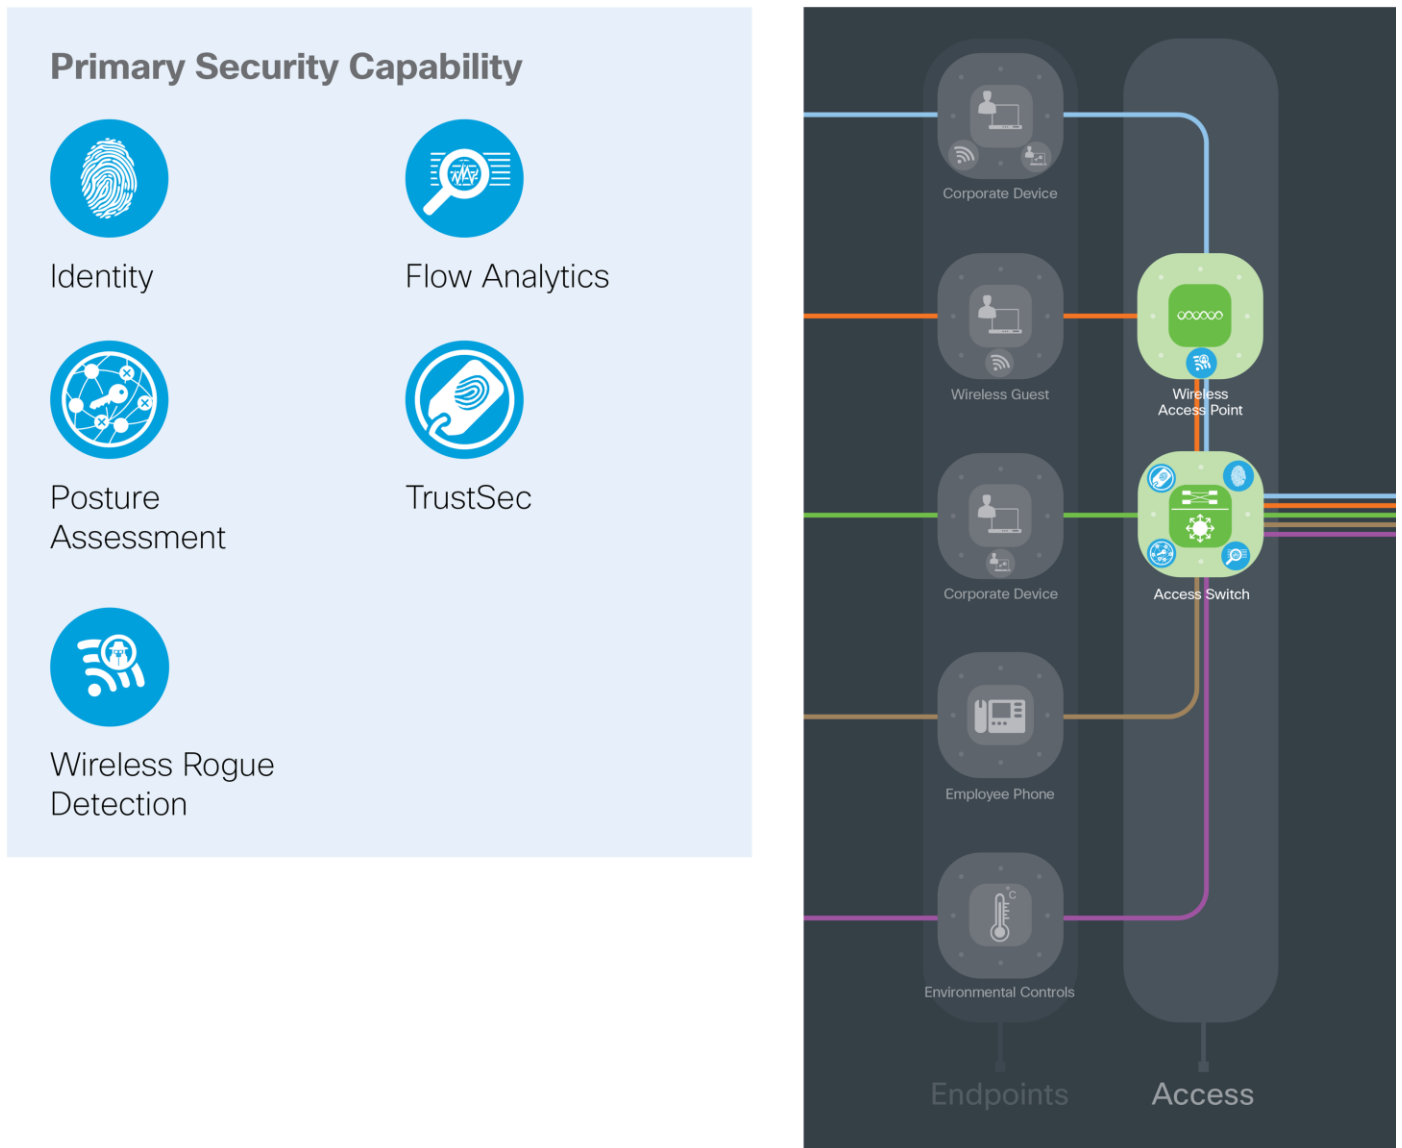 Primary Security Capability
Identity
Flow Analytics
Posture
Assessment
TrustSec
Wireless Rogue
Detection
Corporate Device
Wireless Guest
Wireless
Access Point
Corporate Device
Access Switch
Employee Phone
°C
Environmental Controls
Endpoints
Access